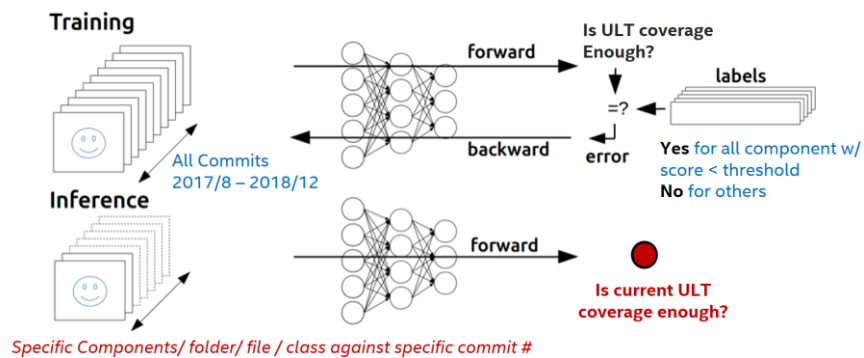 Training
forward
Is ULT coverage
Enough?
labels
=?
backward
error
All Commits
2017/8 – 2018/12
Yes for all component w/
score < threshold
No for others
Inference
forward
Is current ULT
coverage enough?
Specific Components/ folder/ file / class against specific commit #